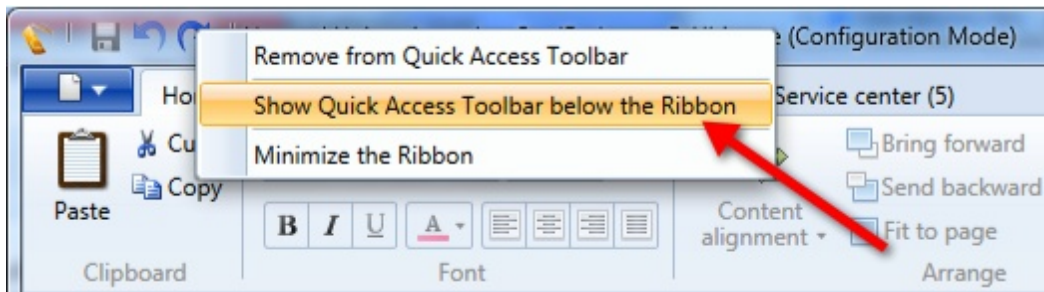 (Configuration Mode)
Remove from Quick Access Toolbar
Show Quick Access Toolbar below the Ribbon
Service center (5)
Minimize the Ribbon
Copy
Paste
Bring forward
Send backward
Content alignment
Fit to page
B I U A
Clipboard
Font
Arrange